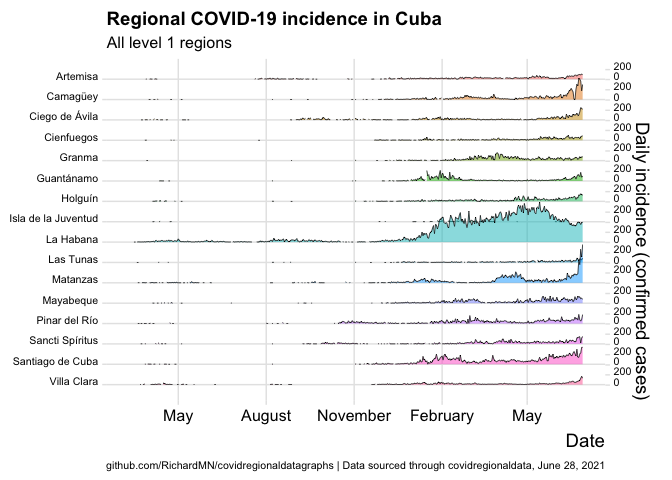 Regional COVID-19 incidence in Cuba
All level 1 regions
Artemisa
Camagüey
Ciego de Ávila
Cienfuegos
Granma
Guantánamo
Holguín
Isla de la Juventud
La Habana
Las Tunas
Matanzas
Mayabeque
Pinar del Río
Sancti Spíritus
Santiago de Cuba
Villa Clara
200
0
200
0
200
0
200
0
200
0
200
0
200
0
200
0
200
0
200
0
200
0
200
0
200
0
200
0
200
0
200
0
Daily incidence (confirmed cases)
May August November February May
Date
github.com/RichardMN/covidregionaldatagraphs | Data sourced through covidregionaldata, June 28, 2021